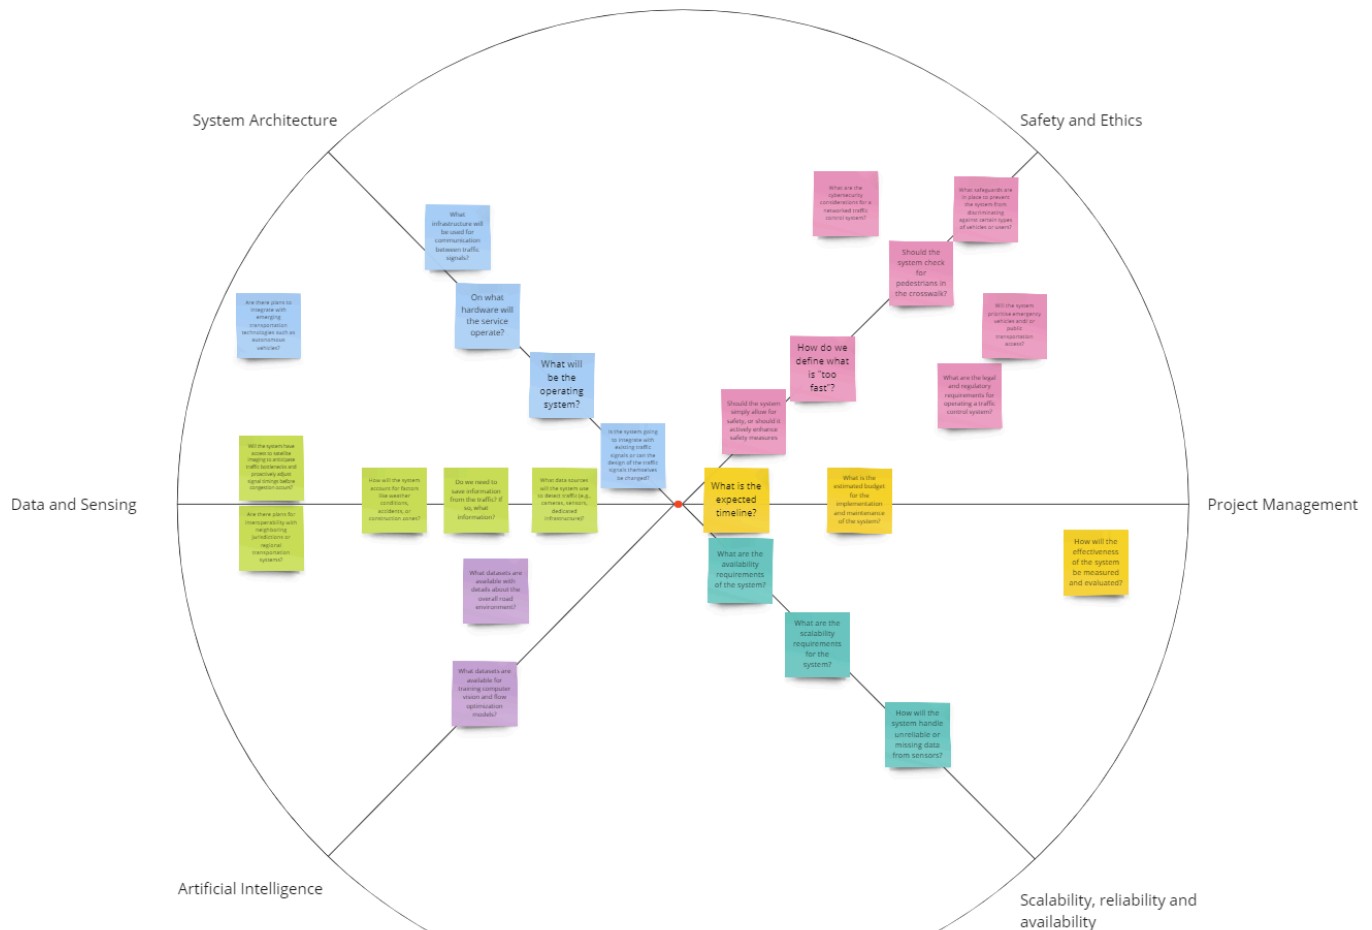 System Architecture
Safety and Ethics
What are the
cybersecurity
considerations for a
networked traffic
control system?
What safeguards are
in place to prevent
the system from
discriminating
against certain types
of vehicles or users?
What
infrastructure will
be used for
communication
between traffic
signals?
Should the
system check
for
pedestrians in
the crosswalk?
On what
hardware will
the service
operate?
Are there plans to
integrate with
emerging
transportation
technologies such as
autonomous
vehicles?
Will the system
prioritise emergency
vehicles and/ or
public
transportation
access?
How do we
define what
is "too
fast"?
What will
be the
operating
system?
What are the legal
and regulatory
requirements for
operating a traffic
control system?
Should the system
simply allow for
safety, or should it
actively enhance
safety measures
Is the system going
to integrate with
existing traffic
signals or can the
design of the traffic
signals themselves
be changed?
Will the system have
access to satellite
imaging to anticipate
traffic bottlenecks and
proactively adjust
signal timings before
congestion occurs?
How will the system
account for factors
like weather
conditions,
accidents, or
construction zones?
Do we need to
save information
from the traffic? If
so, what
information?
What data sources
will the system use
to detect traffic (e.g.,
cameras, sensors,
dedicated
infrastructure)?
What is the
expected
timeline?
What is the
estimated budget
for the
implementation
and maintenance
of the system?
Data and Sensing
Project Management
Are there plans for
interoperability with
neighboring
jurisdictions or
regional
transportation
systems?
How will the
effectiveness
of the system
be measured
and evaluated?
What are the
availability
requirements
of the system?
What datasets are
available with
details about the
overall road
environment?
What are the
scalability
requirements
for the
system?
What datasets are
available for
training computer
vision and flow
optimization
models?
How will the
system handle
unreliable or
missing data
from sensors?
Artificial Intelligence
Scalability, reliability and
availability